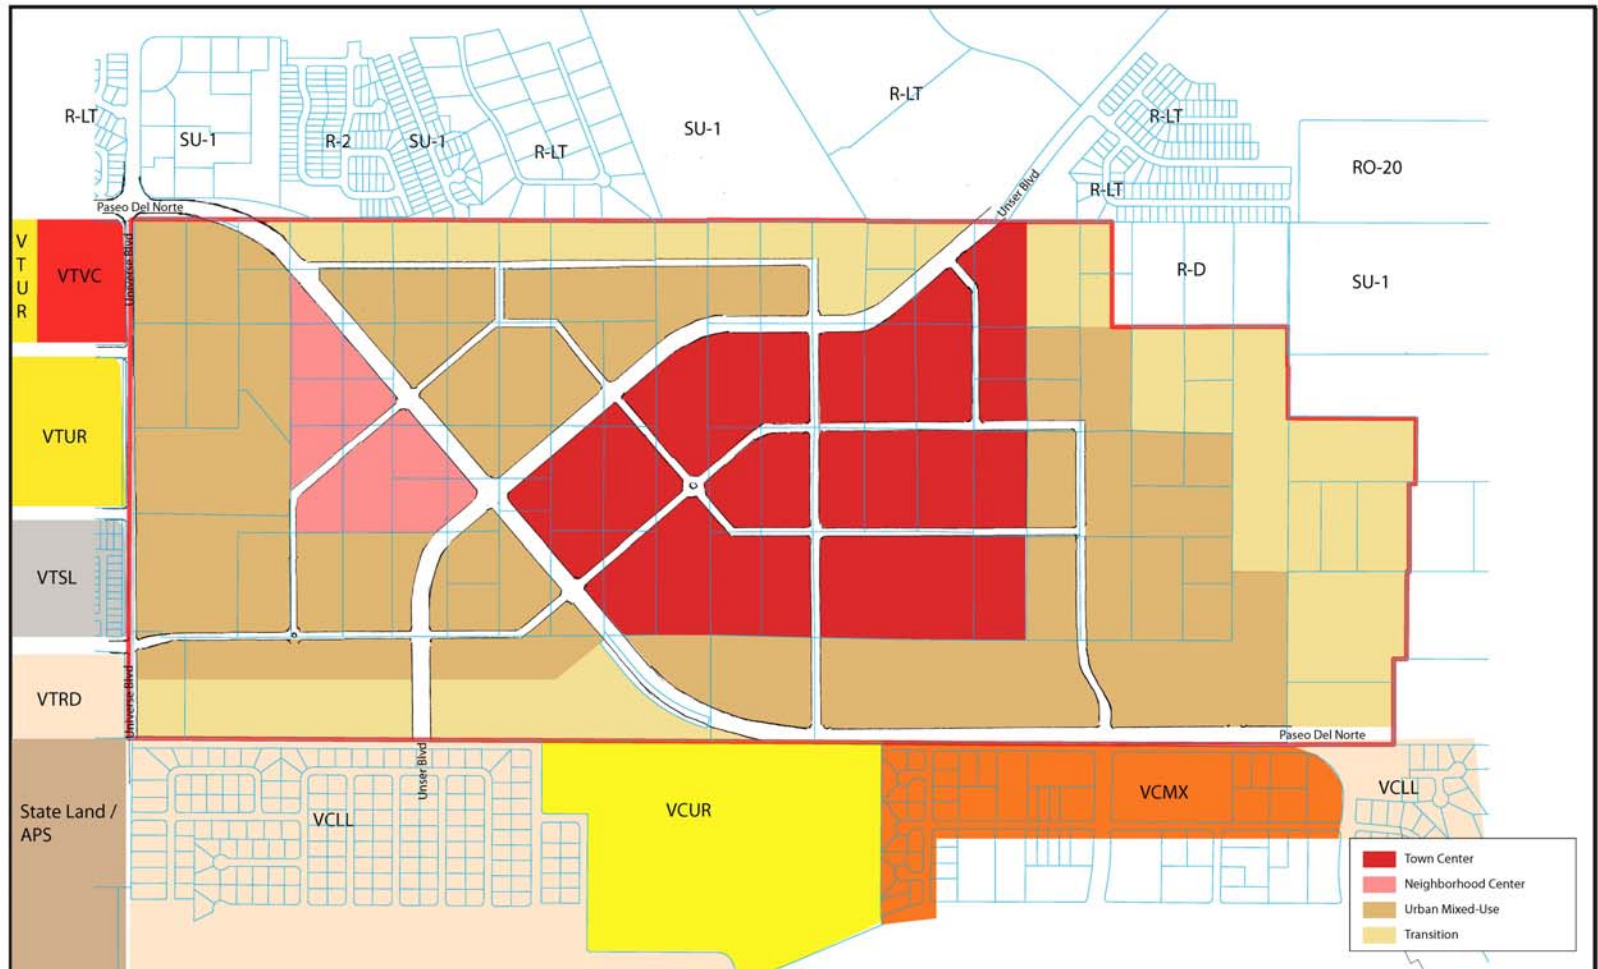 R-LT
SU-1
R-2
SU-1
R-LT
SU-1
R-LT
R-LT
R-LT
RO-20
Unser Blvd
Paseo Del Norte
V
T
U
R
VTVC
Universe Blvd
R-D
SU-1
VTUR
VTSL
VTRD
Universe Blvd
Paseo Del Norte
Unser Blvd
State Land /
APS
VCLL
VCUR
VCMX
VCLL
Town Center
Neighborhood Center
Urban Mixed-Use
Transition